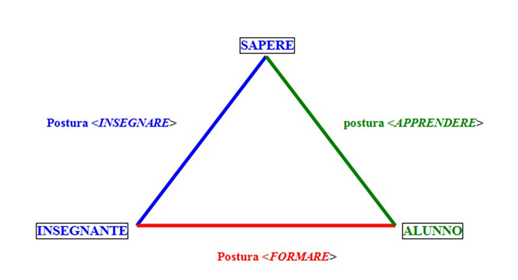 SAPERE
Postura <INSEGNARE>
postura <APPRENDERE>
INSEGNANTE
ALUNNO
Postura <FORMARE>